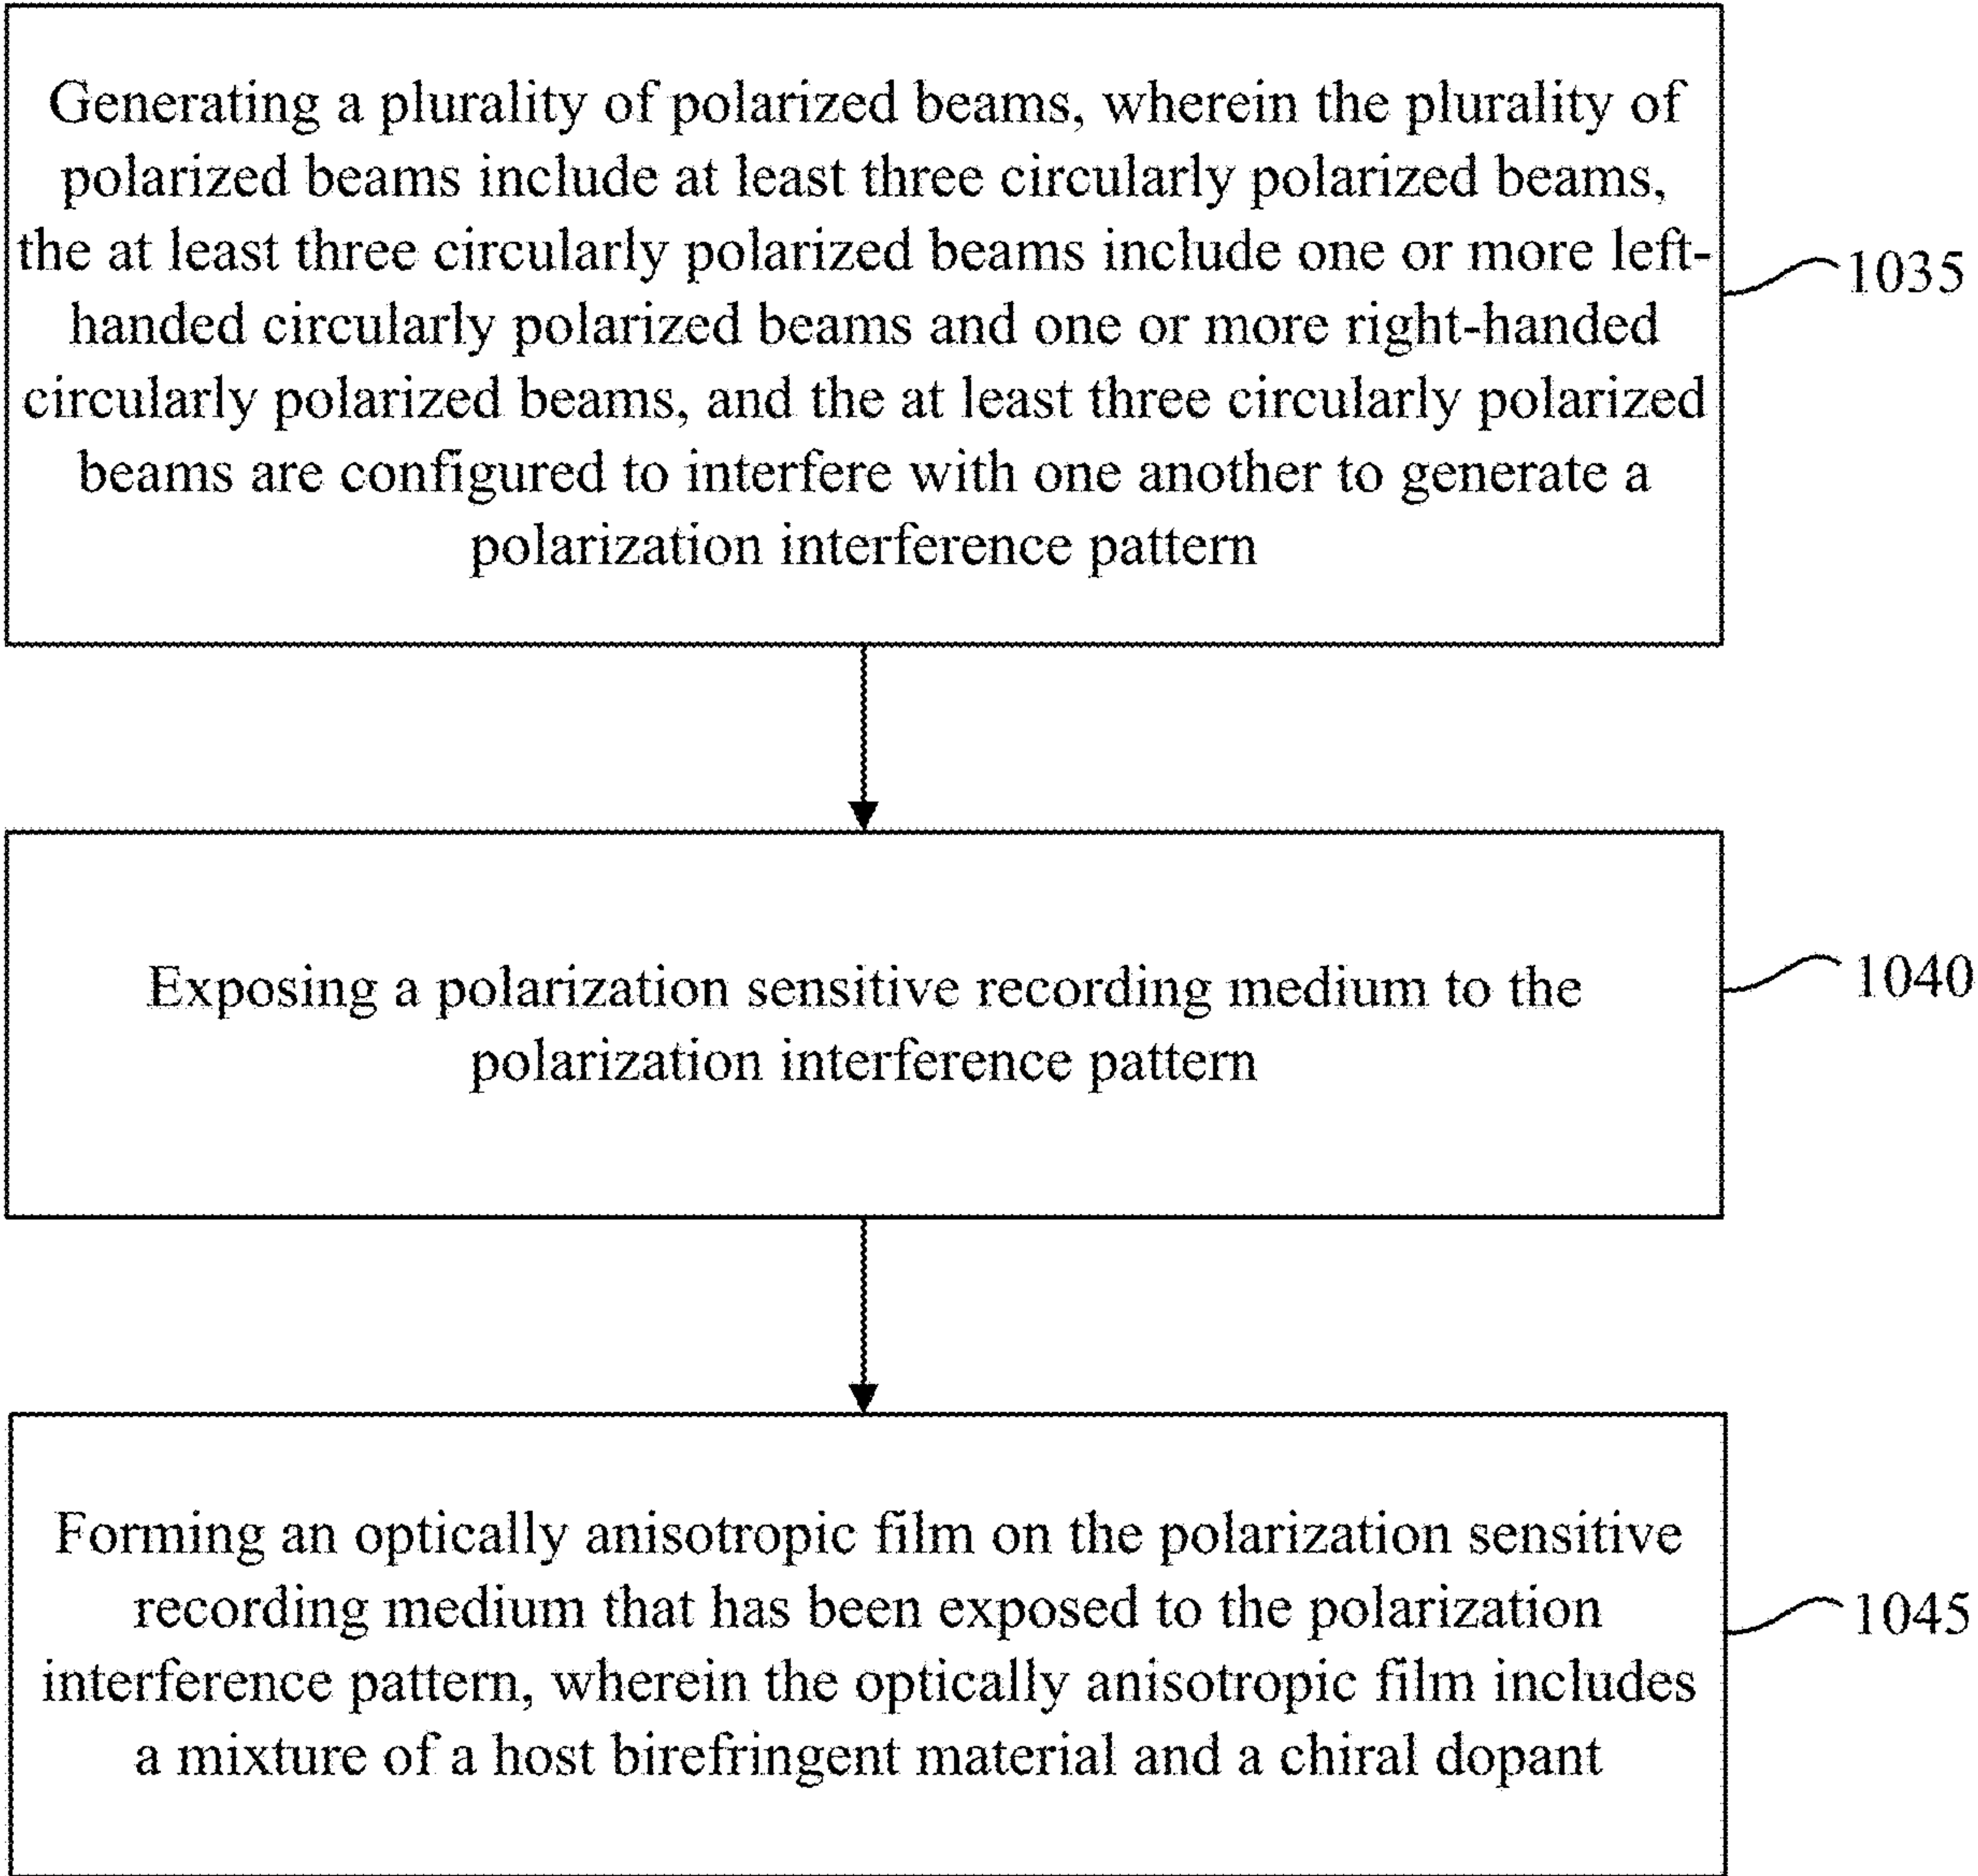 Generating a plurality of polarized beams, wherein the plurality of
polarized beams include at least three circularly polarized beams,
the at least three circularly polarized beams include one or more left-
handed circularly polarized beams and one or more right-handed
circularly polarized beams, and the at least three circularly polarized
beams are configured to interfere with one another to generate a
polarization interference pattern
1035
Exposing a polarization sensitive recording medium to the
polarization interference pattern
1040
Forming an optically anisotropic film on the polarization sensitive
recording medium that has been exposed to the polarization
interference pattern, wherein the optically anisotropic film includes
a mixture of a host birefringent material and a chiral dopant
1045